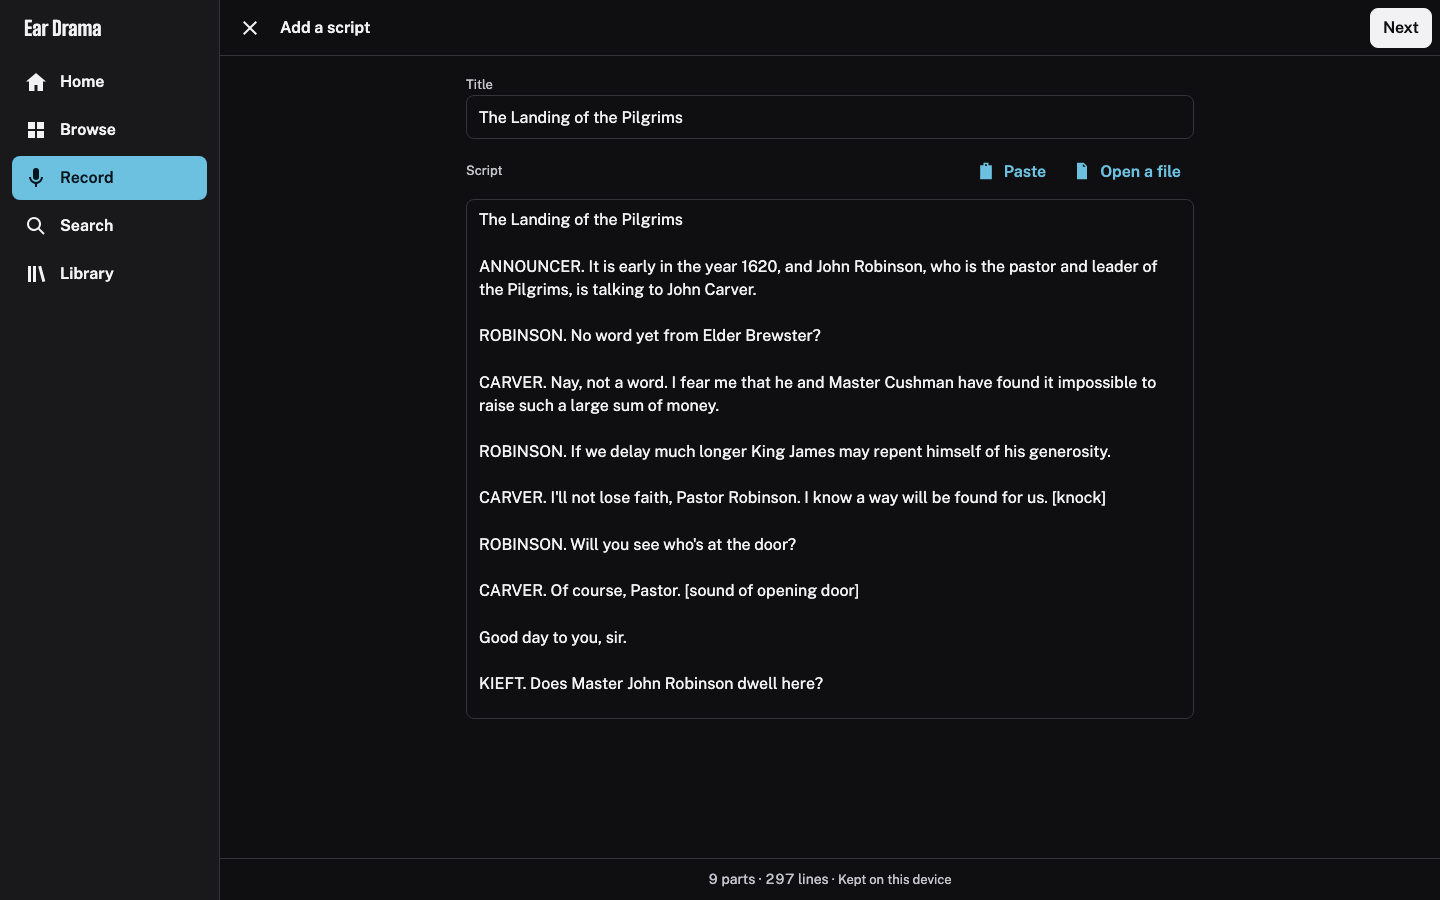 Ear Drama
Home
Browse
Record
Search
Library
Add a script
Next
Title
The Landing of the Pilgrims
Script
Paste
Open a file
The Landing of the Pilgrims
ANNOUNCER. It is early in the year 1620, and John Robinson, who is the pastor and leader of
the Pilgrims, is talking to John Carver.
ROBINSON. No word yet from Elder Brewster?
CARVER. Nay, not a word. I fear me that he and Master Cushman have found it impossible to
raise such a large sum of money.
ROBINSON. If we delay much longer King James may repent himself of his generosity.
CARVER. I'll not lose faith, Pastor Robinson. I know a way will be found for us. [knock]
ROBINSON. Will you see who's at the door?
CARVER. Of course, Pastor. [sound of opening door]
Good day to you, sir.
KIEFT. Does Master John Robinson dwell here?
9 parts · 297 lines · Kept on this device